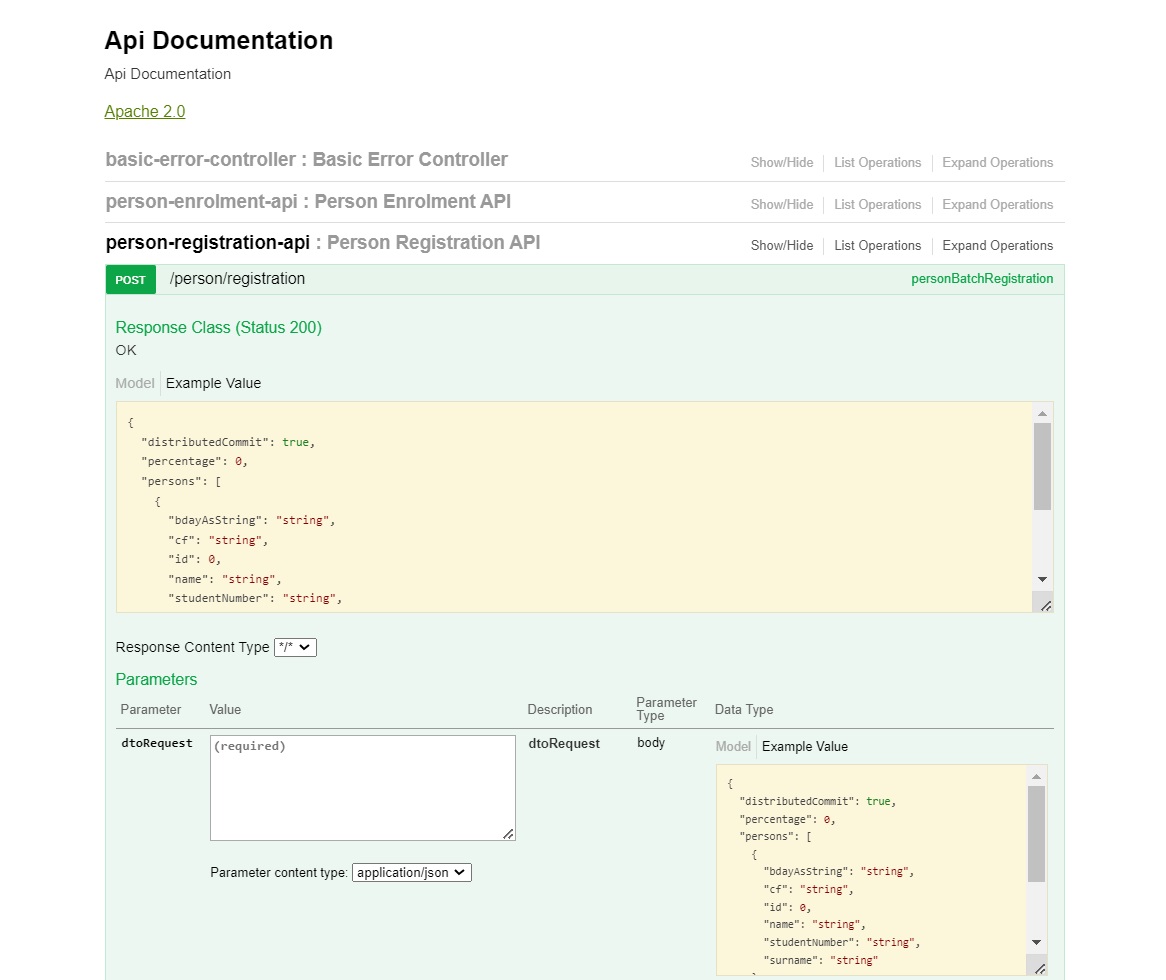 Api Documentation
Api Documentation
Apache 2.0
basic-error-controller : Basic Error Controller Show/Hide List Operations Expand Operations
person-enrolment-api : Person Enrolment API Show/Hide List Operations Expand Operations
person-registration-api : Person Registration API Show/Hide List Operations Expand Operations
POST /person/registration personBatchRegistration
Response Class (Status 200)
OK
Model Example Value
{
"distributedCommit": true,
"percentage": 0,
"persons": [
{
"bdayAsString": "string",
"cf": "string",
"id": 0,
"name": "string",
"studentNumber": "string",
Response Content Type */*
Parameters
Parameter Value Description Parameter Type Data Type
dtoRequest (required) dtoRequest body Model Example Value
{
"distributedCommit": true,
"percentage": 0,
"persons": [
{
"bdayAsString": "string",
"cf": "string",
"id": 0,
"name": "string",
"studentNumber": "string",
"surname": "string"
Parameter content type: application/json